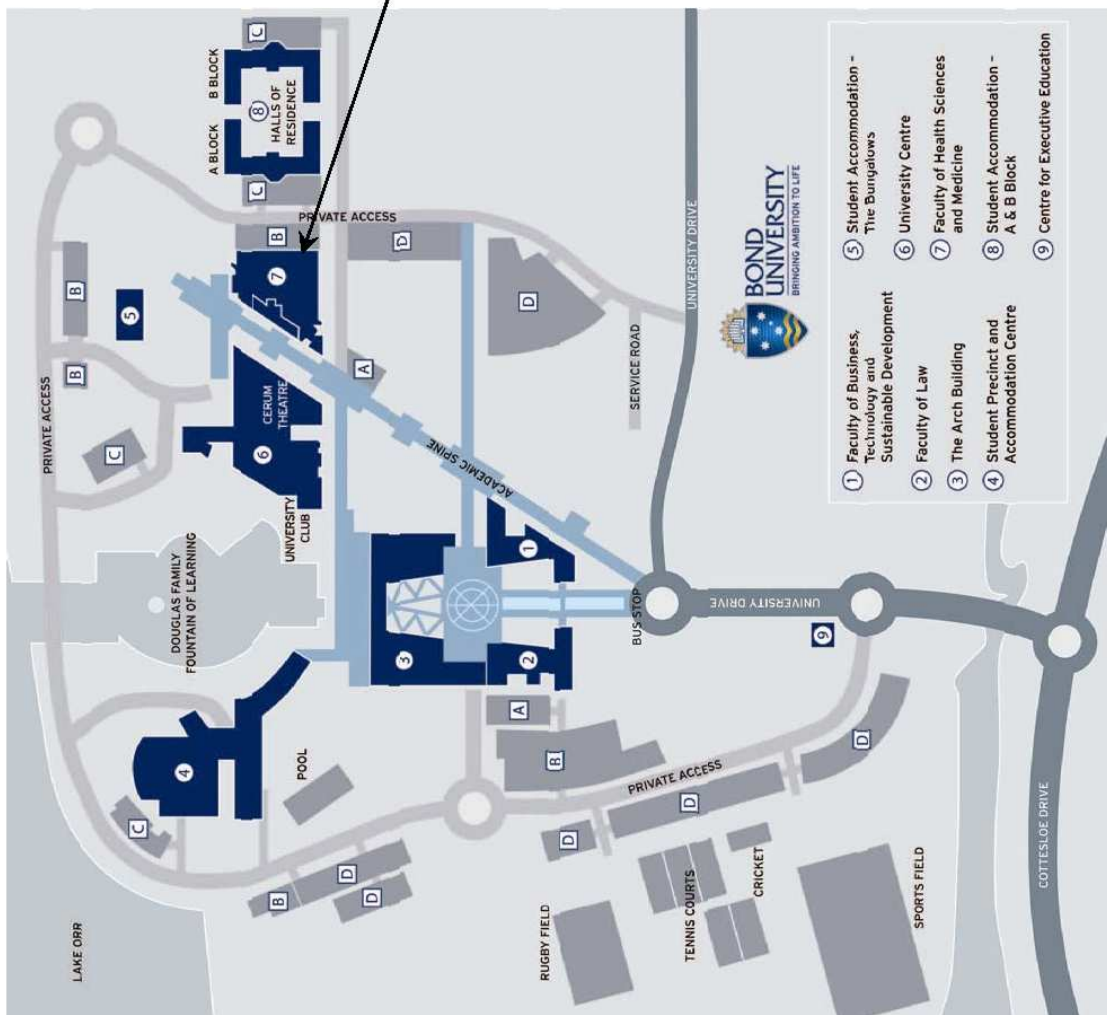 LAKE ORR
PRIVATE ACCESS
B
B
C
C
5
DOUGLAS FAMILY
FOUNTAIN OF LEARNING
4
A BLOCK
B BLOCK
C
C
8
HALLS OF
RESIDENCE
B
7
CERUM
THEATRE
6
UNIVERSITY
CLUB
POOL
PRIVATE ACCESS
B
D
D
A
D
3
ACADEMIC SPINE
D
1
2
A
B
D
D
D
PRIVATE ACCESS
RUGBY FIELD
TENNIS COURTS
CRICKET
SPORTS FIELD
SERVICE ROAD
BUS STOP
UNIVERSITY DRIVE
UNIVERSITY DRIVE
9
COTTESLOE DRIVE
BOND
UNIVERSITY
BRINGING AMBITION TO LIFE
1 Faculty of Business,
Technology and
Sustainable Development
2 Faculty of Law
3 The Arch Building
4 Student Precinct and
Accommodation Centre
5 Student Accommodation –
The Bungalows
6 University Centre
7 Faculty of Health Sciences
and Medicine
8 Student Accommodation –
A & B Block
9 Centre for Executive Education